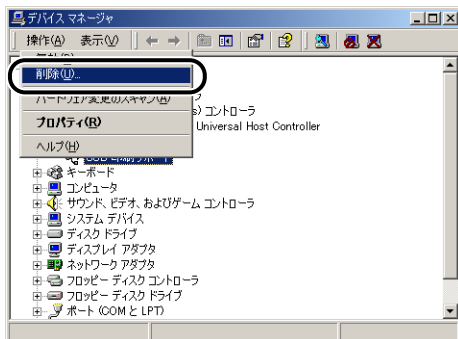 デバイス マネージャ
操作(A) 表示(V)
削除(U)...
ハードウェア変更のスキャン(A)
プロパティ(R)
ヘルプ(H)
s) コントローラ
Universal Host Controller
USB 印刷サポート
キーボード
コンピュータ
サウンド、ビデオ、およびゲーム コントローラ
システム デバイス
ディスク ドライブ
ディスプレイ アダプタ
ネットワーク アダプタ
フロッピー ディスク コントローラ
フロッピー ディスク ドライブ
ポート (COM と LPT)